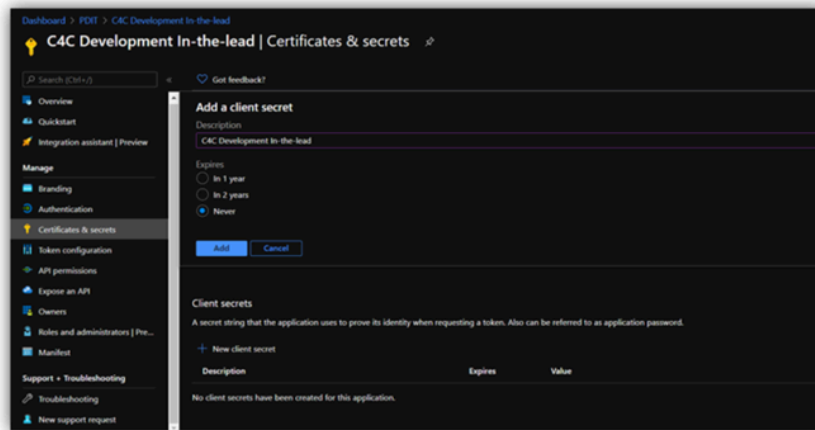 Dashboard > PDIT > C4C Development In-the-lead
C4C Development In-the-lead | Certificates & secrets
Search (Ctrl+/)
Overview
Quickstart
Integration assistant | Preview
Manage
Branding
Authentication
Certificates & secrets
Token configuration
API permissions
Expose an API
Owners
Roles and administrators | Pre...
Manifest
Support + Troubleshooting
Troubleshooting
New support request
Got feedback?
Add a client secret
Description
C4C Development In-the-lead
Expires
In 1 year
In 2 years
Never
Add Cancel
Client secrets
A secret string that the application uses to prove its identity when requesting a token. Also can be referred to as application password.
New client secret
Description Expires Value
No client secrets have been created for this application.